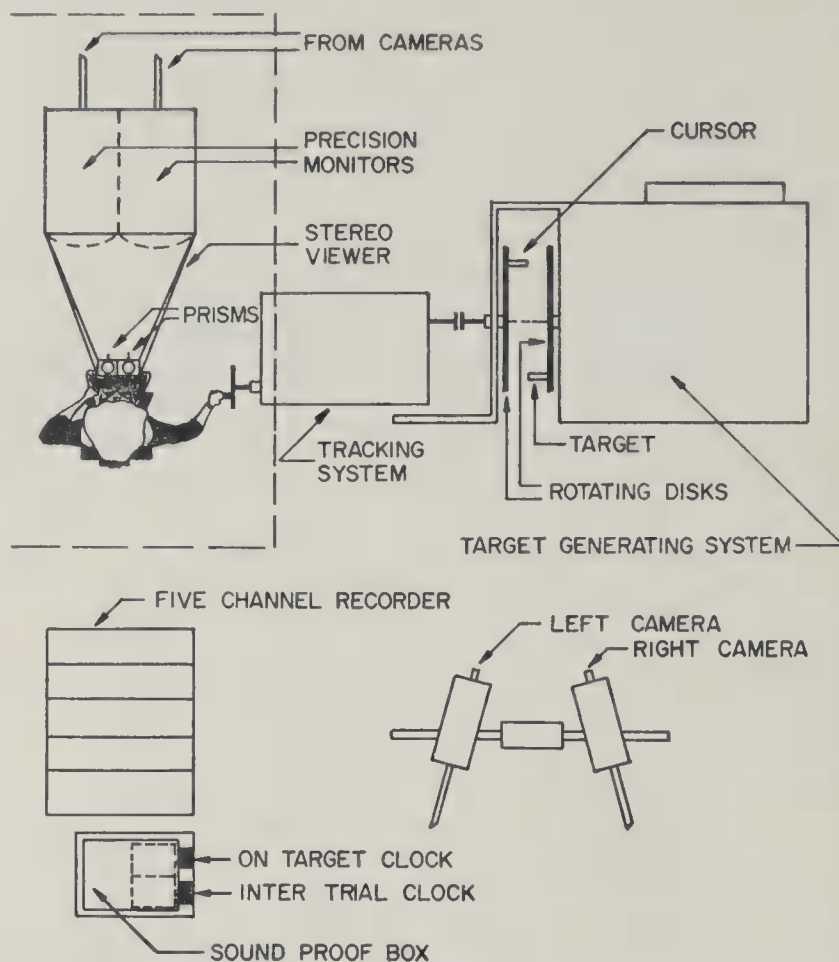 FROM CAMERAS
PRECISION
MONITORS
CURSOR
STEREO
VIEWER
PRISMS
TRACKING
SYSTEM
TARGET
ROTATING DISKS
TARGET GENERATING SYSTEM
FIVE CHANNEL RECORDER
LEFT CAMERA
RIGHT CAMERA
ON TARGET CLOCK
INTER TRIAL CLOCK
SOUND PROOF BOX